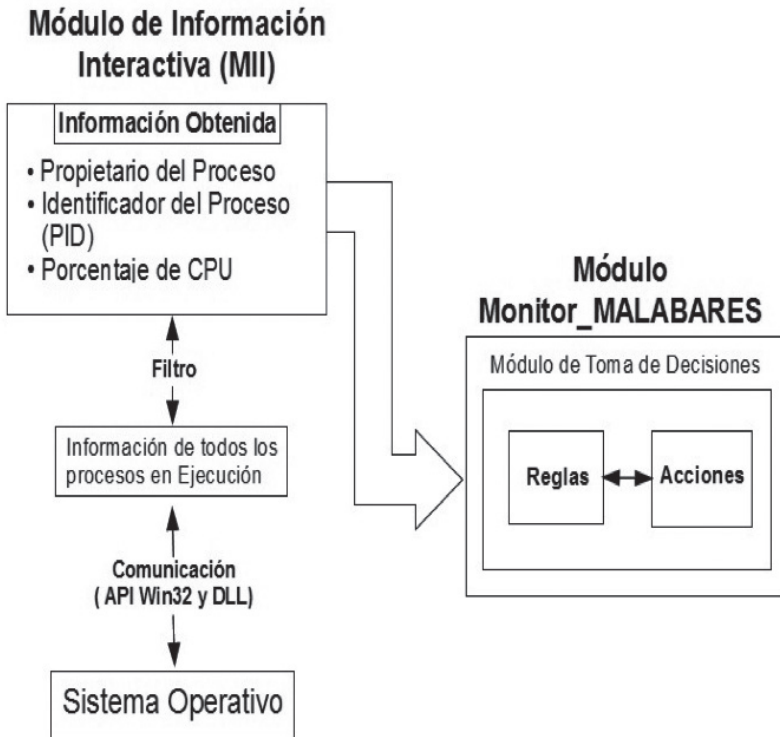 Módulo de Información
Interactiva (MII)
Información Obtenida
• Propietario del Proceso
• Identificador del Proceso
(PID)
• Porcentaje de CPU
Filtro
Información de todos los
procesos en Ejecución
Comunicación
( API Win32 y DLL)
Sistema Operativo
Módulo
Monitor_MALABARES
Módulo de Toma de Decisiones
Reglas
Acciones